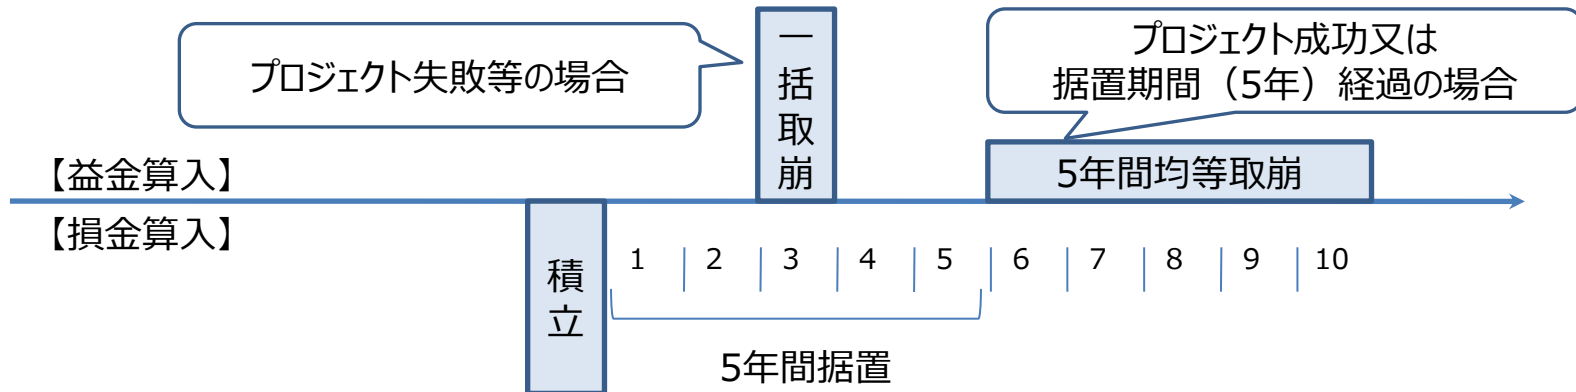 プロジェクト失敗等の場合
一括取崩
プロジェクト成功又は
据置期間（5年）経過の場合
【益金算入】
5年間均等取崩
【損金算入】
積立
1 2 3 4 5 6 7 8 9 10
5年間据置